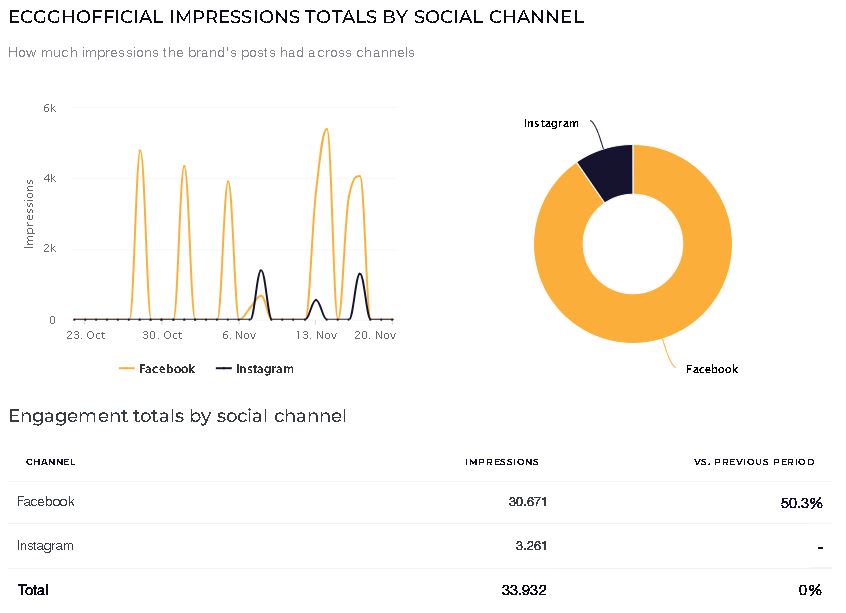 ECGGHOFFICIAL IMPRESSIONS TOTALS BY SOCIAL CHANNEL
How much impressions the brand's posts had across channels
6k
4k
2k
0
Impressions
23. Oct 30. Oct 6. Nov 13. Nov 20. Nov
Facebook Instagram
Instagram
Facebook
Engagement totals by social channel
CHANNEL IMPRESSIONS VS. PREVIOUS PERIOD
Facebook 30.671 50.3%
Instagram 3.261 -
Total 33.932 0%